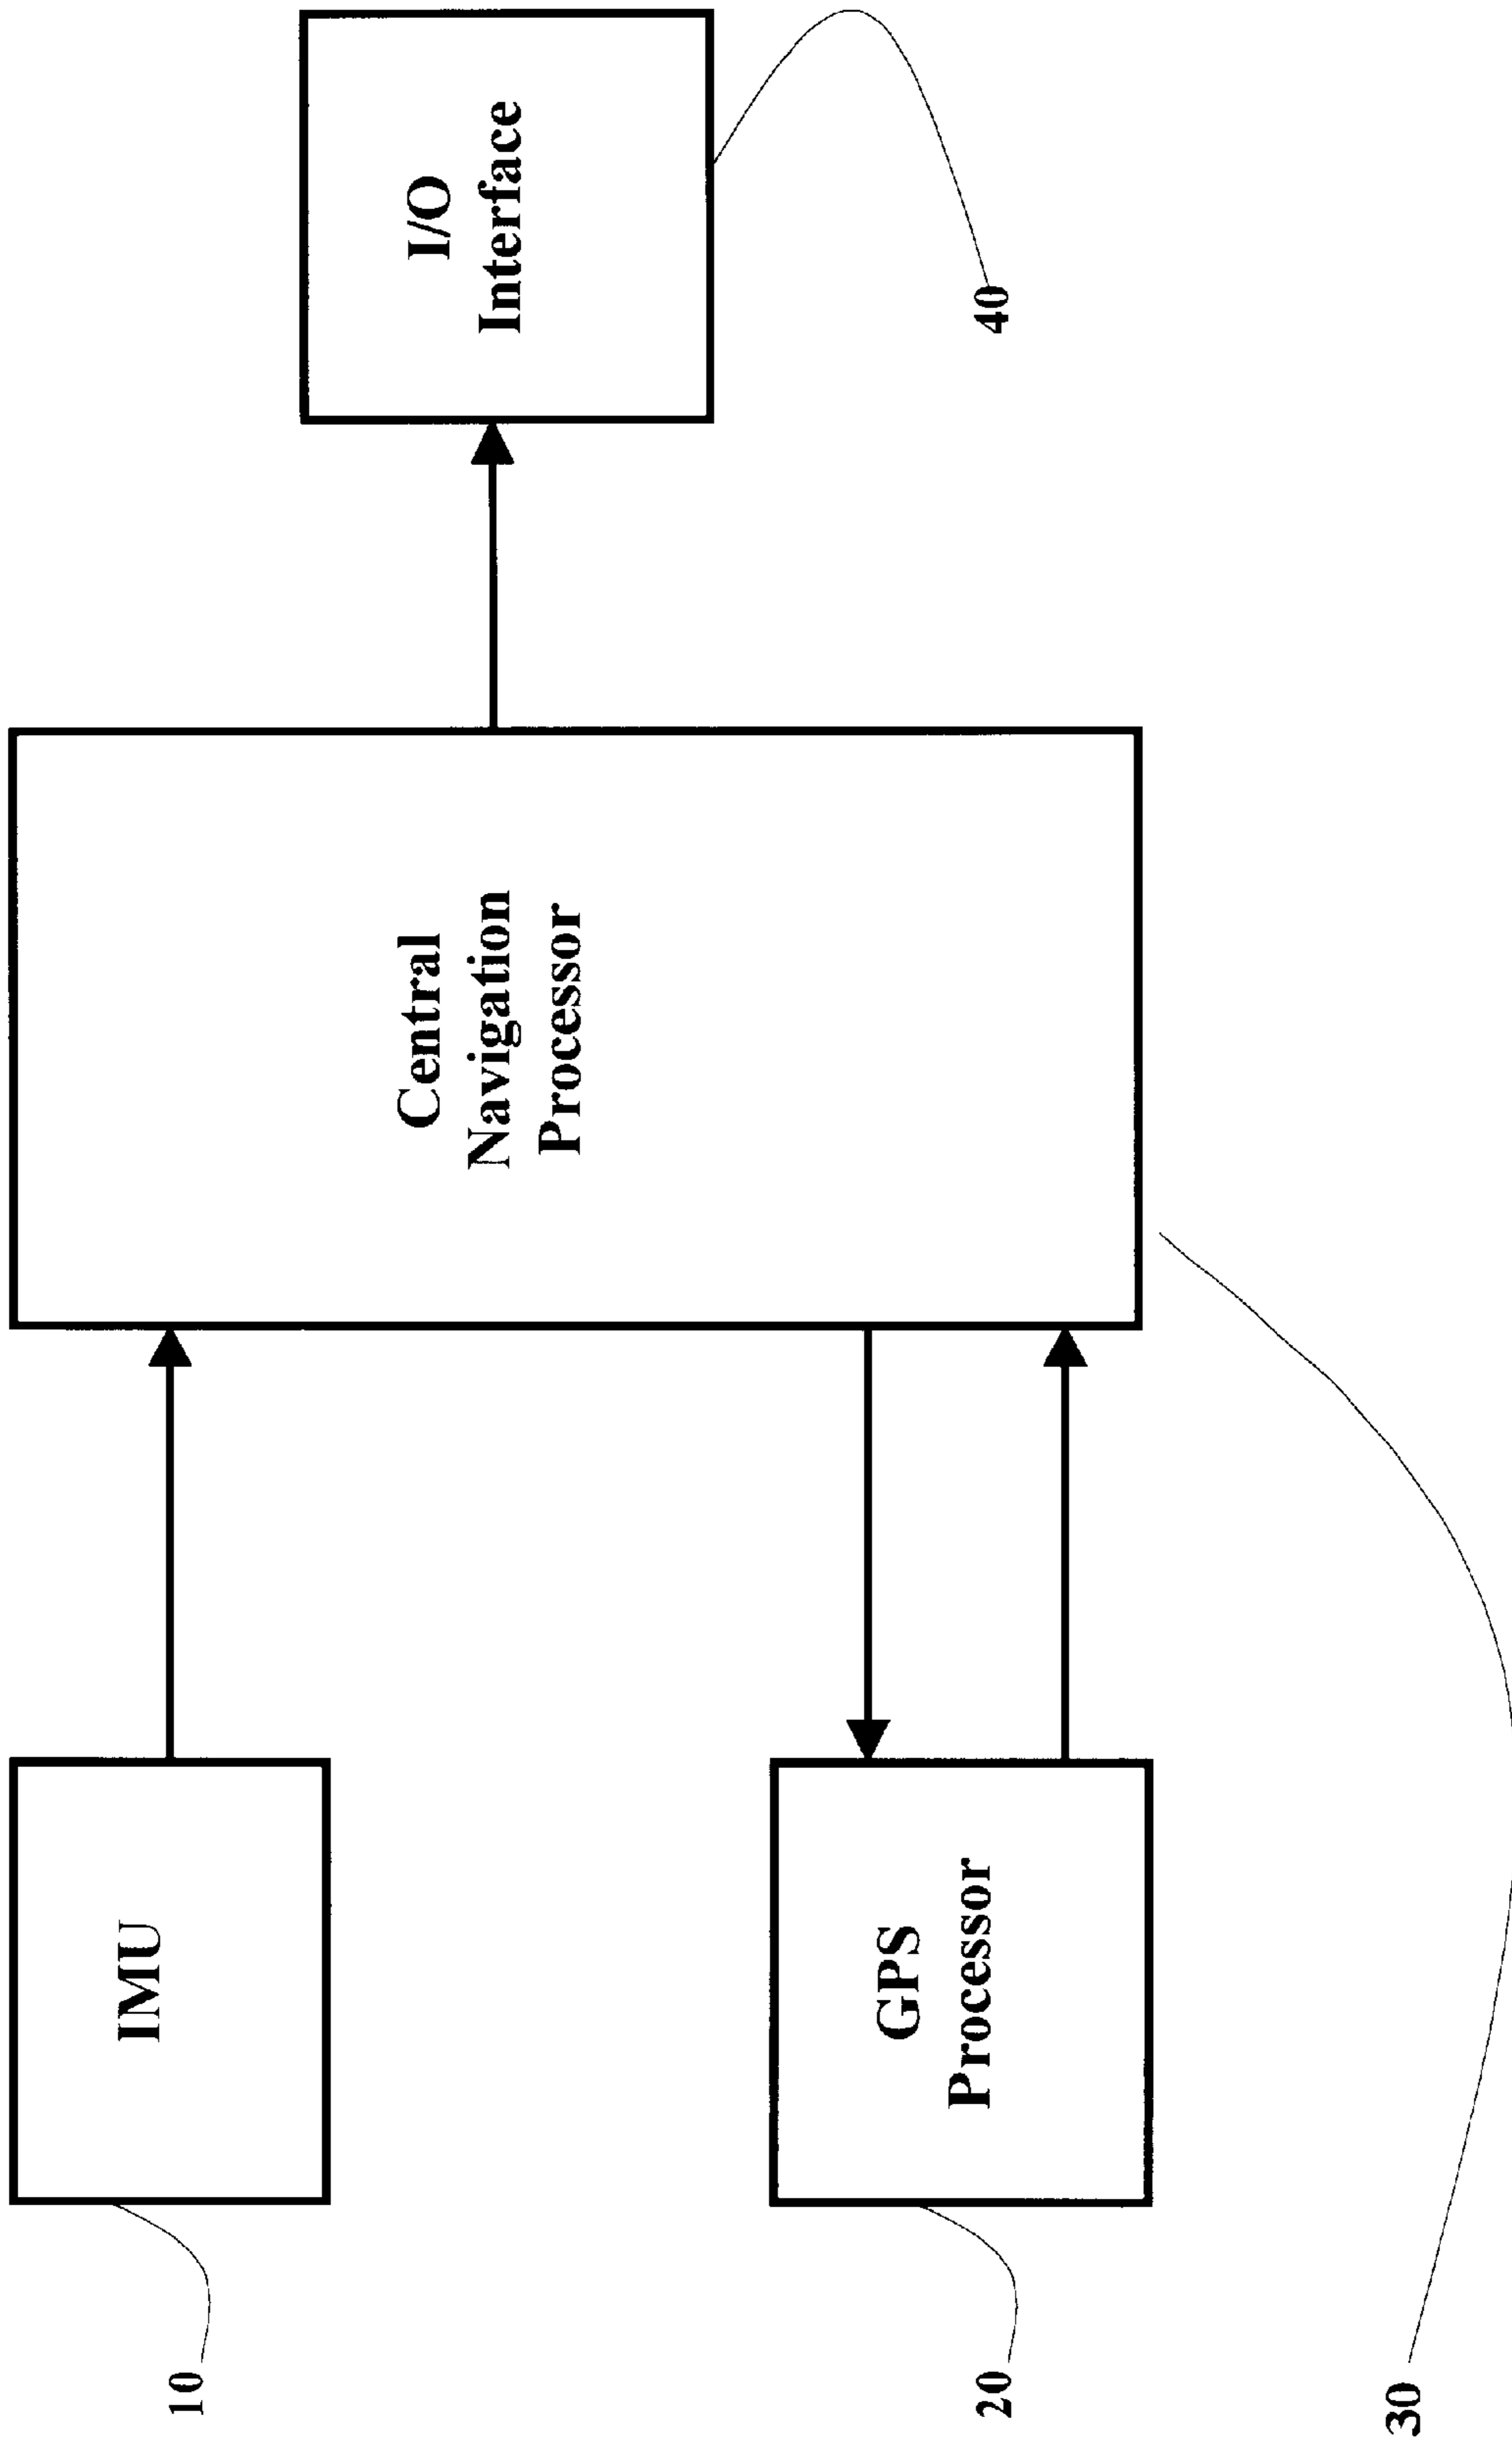 IMU
Central
Navigation
Processor
I/O
Interface
GPS
Processor
10
20
30
40